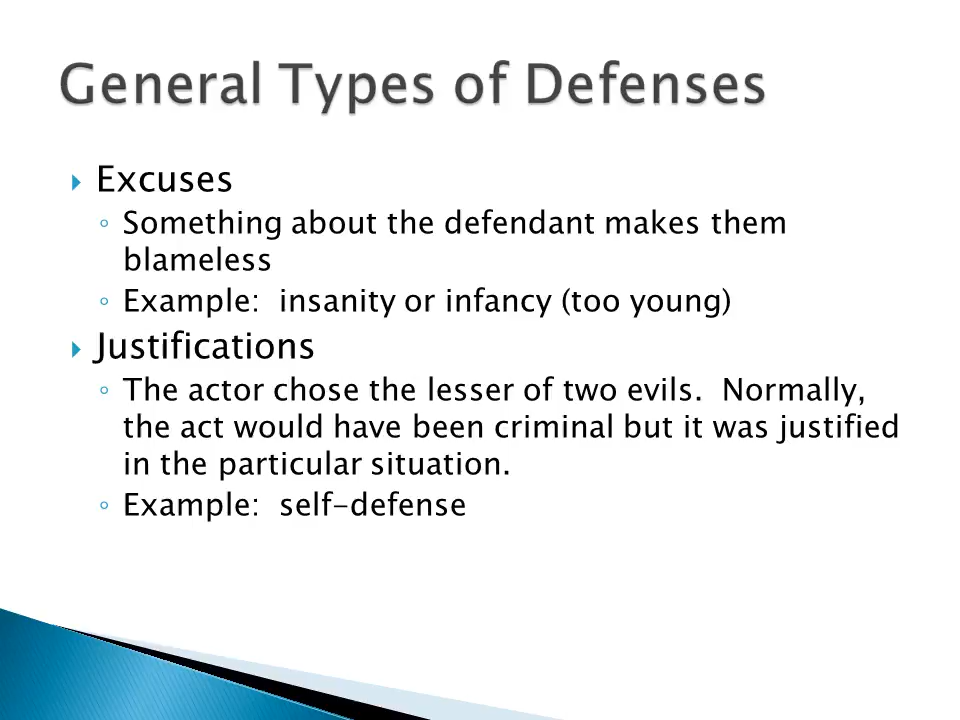 General Types of Defenses
Excuses
Something about the defendant makes them
blameless
Example:  insanity or infancy (too young)
Justifications
The actor chose the lesser of two evils.  Normally,
the act would have been criminal but it was justified
in the particular situation.
Example:  self-defense